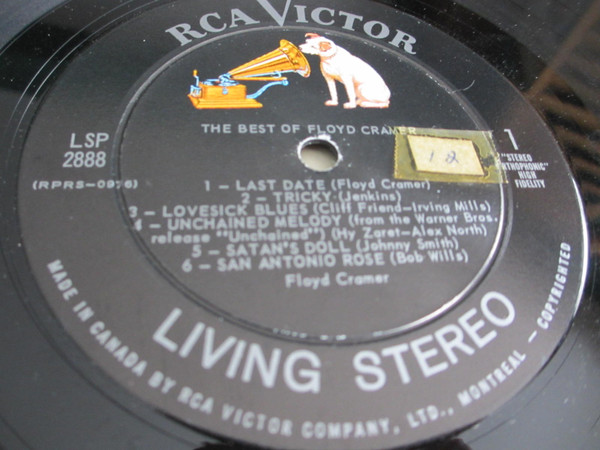 RCA VICTOR
THE BEST OF FLOYD CRAMER
LSP
2888
(RPRS-0976)
1
"STEREO
ORTHOPHONIC"
HIGH
FIDELITY
12
1 — LAST DATE (Floyd Cramer)
2 — TRICKY (Jenkins)
3 — LOVESICK BLUES (Cliff Friend—Irving Mills)
4 — UNCHAINED MELODY (from the Warner Bros.
release "Unchained") (Hy Zaret-Alex North)
5 — SATAN'S DOLL (Johnny Smith)
6 — SAN ANTONIO ROSE (Bob Wills)
Floyd Cramer
LIVING STEREO
MADE IN CANADA BY RCA VICTOR COMPANY, LTD., MONTREAL — COPYRIGHTED